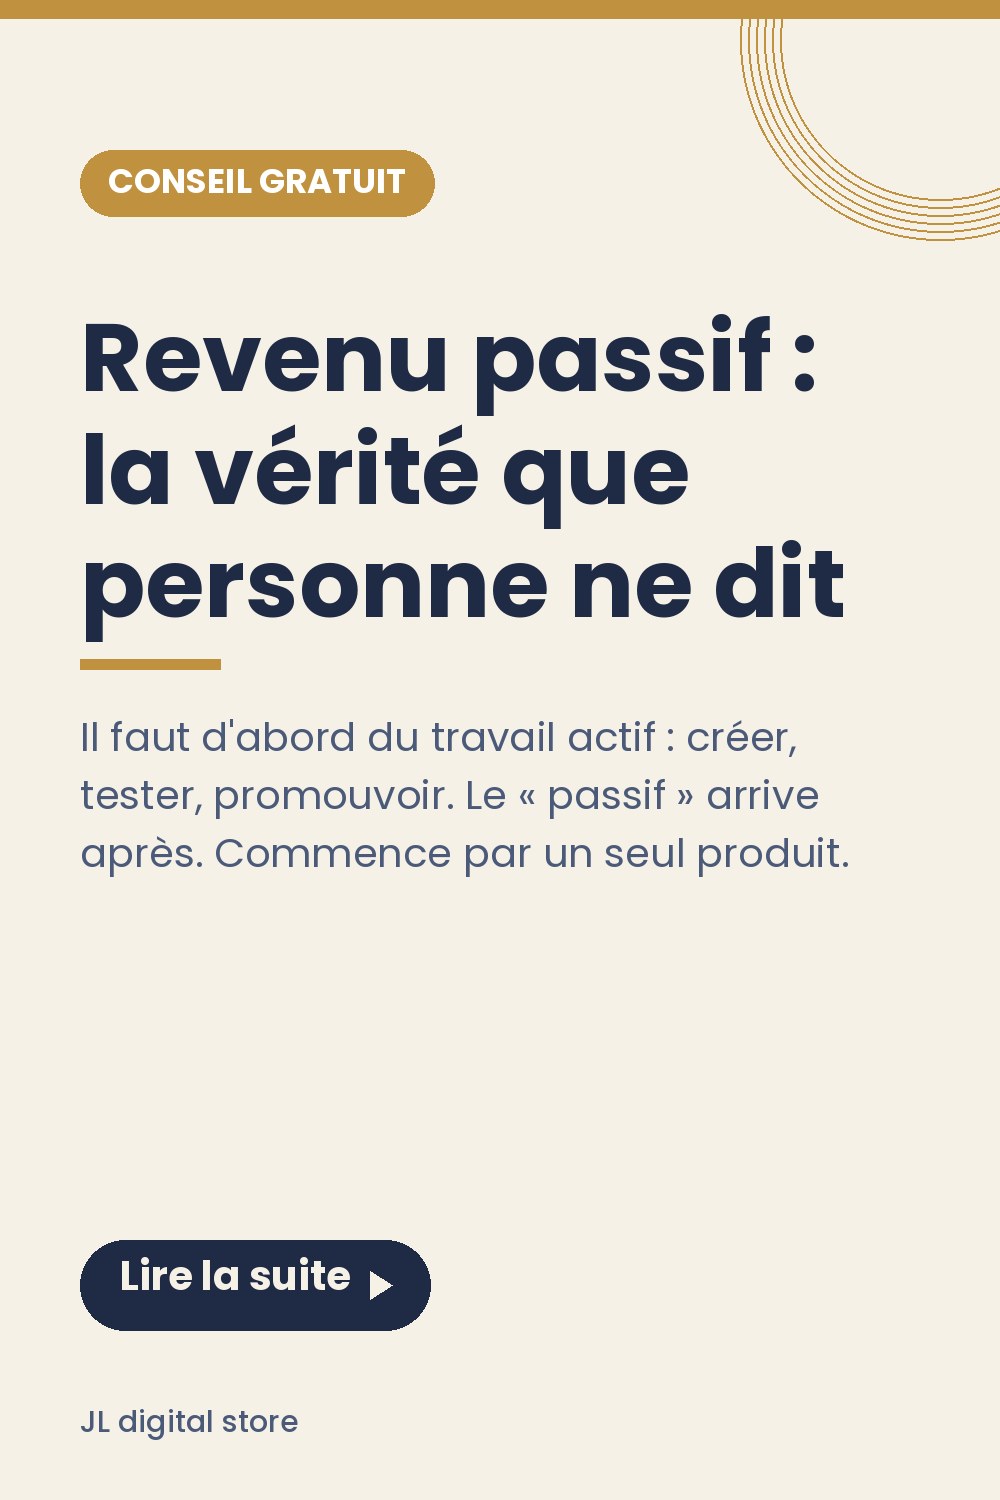 CONSEIL GRATUIT
Revenu passif :
la vérité que
personne ne dit
Il faut d'abord du travail actif : créer,
tester, promouvoir. Le « passif » arrive
après. Commence par un seul produit.
Lire la suite
JL digital store